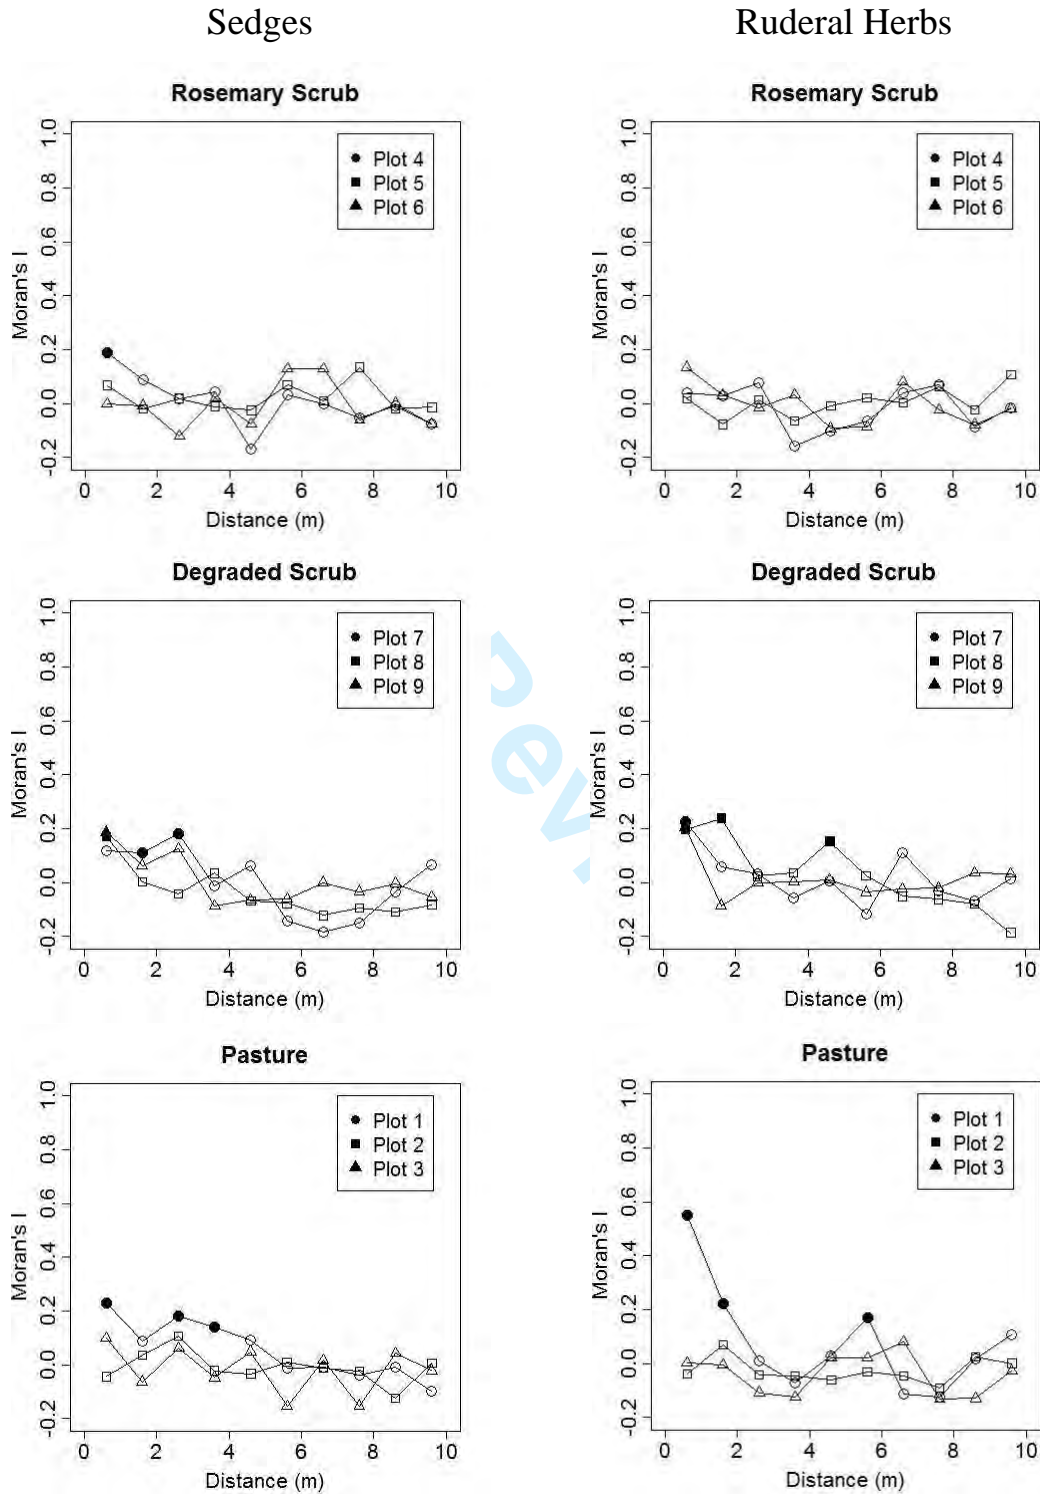 Sedges
Ruderal Herbs
Rosemary Scrub
Moran's I
1.0
0.8
0.6
0.4
0.2
0.0
-0.2
Plot 4
Plot 5
Plot 6
0 2 4 6 8 10
Distance (m)
Rosemary Scrub
Moran's I
1.0
0.8
0.6
0.4
0.2
0.0
-0.2
Plot 4
Plot 5
Plot 6
0 2 4 6 8 10
Distance (m)
Degraded Scrub
Moran's I
1.0
0.8
0.6
0.4
0.2
0.0
-0.2
Plot 7
Plot 8
Plot 9
0 2 4 6 8 10
Distance (m)
Degraded Scrub
Moran's I
1.0
0.8
0.6
0.4
0.2
0.0
-0.2
Plot 7
Plot 8
Plot 9
0 2 4 6 8 10
Distance (m)
Pasture
Moran's I
1.0
0.8
0.6
0.4
0.2
0.0
-0.2
Plot 1
Plot 2
Plot 3
0 2 4 6 8 10
Distance (m)
Pasture
Moran's I
1.0
0.8
0.6
0.4
0.2
0.0
-0.2
Plot 1
Plot 2
Plot 3
0 2 4 6 8 10
Distance (m)